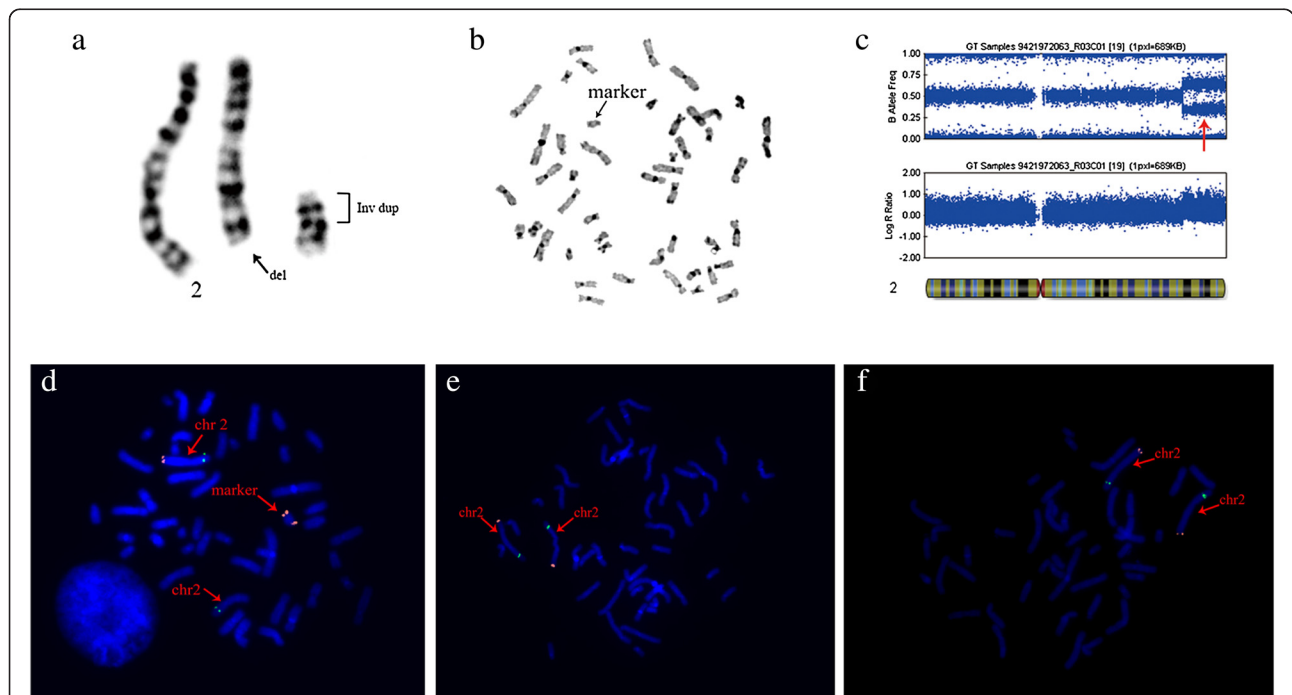 a
Inv dup
del
2
b
marker
c
GT Samples 9421972063_R03C01 [19] (1pxl=689KB)
B Allele Freq
1.00
0.75
0.50
0.25
0.00
GT Samples 9421972063_R03C01 [19] (1pxl=689KB)
Log R Ratio
2.00
1.00
0.00
-1.00
-2.00
2
d
chr 2
marker
chr2
e
chr2
chr2
f
chr2
chr2